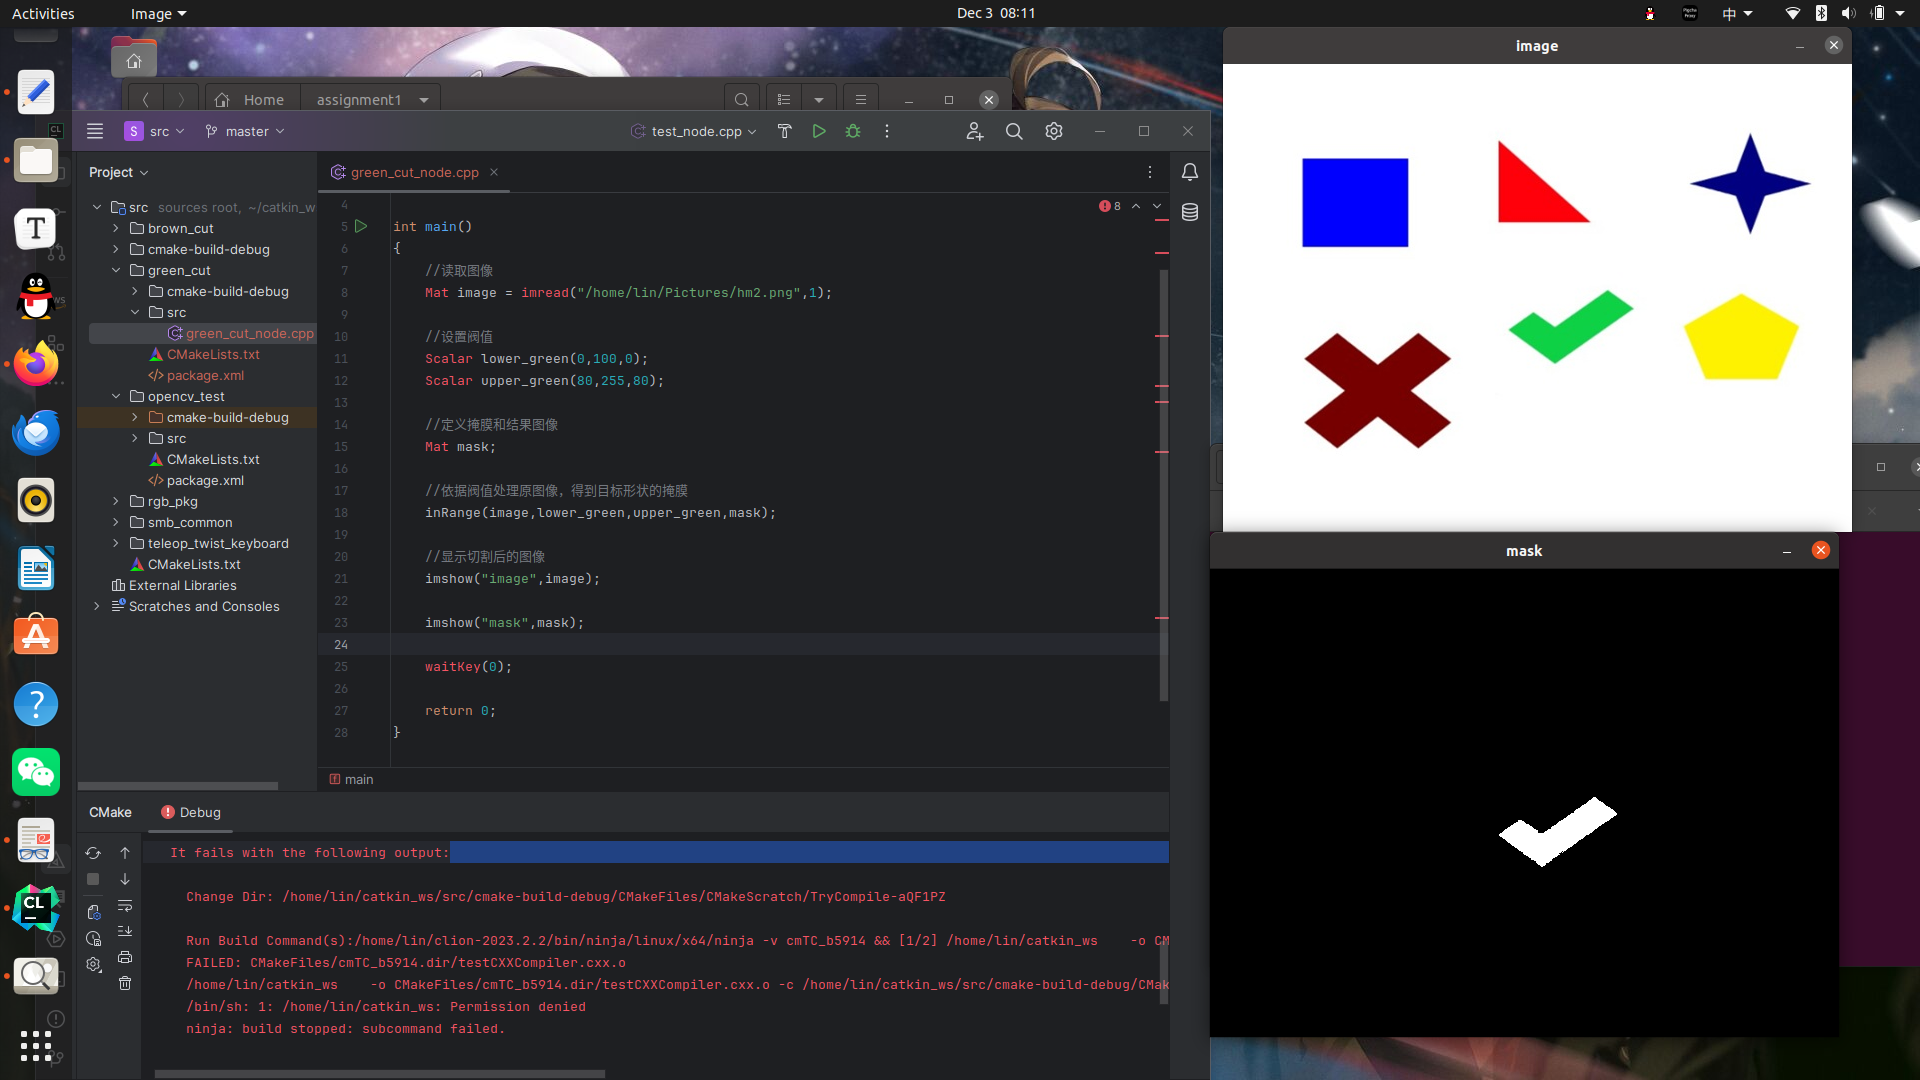 Activities
Image
Dec 3 08:11
中
image
Home
assignment1
S src
master
test_node.cpp
Project
green_cut_node.cpp
src sources root, ~/catkin_w
brown_cut
cmake-build-debug
green_cut
cmake-build-debug
src
green_cut_node.cpp
CMakeLists.txt
package.xml
opencv_test
cmake-build-debug
src
CMakeLists.txt
package.xml
rgb_pkg
smb_common
teleop_twist_keyboard
CMakeLists.txt
External Libraries
Scratches and Consoles
8
4
5 int main()
6 {
7 //读取图像
8 Mat image = imread("/home/lin/Pictures/hm2.png",1);
9
10 //设置阀值
11 Scalar lower_green(0,100,0);
12 Scalar upper_green(80,255,80);
13
14 //定义掩膜和结果图像
15 Mat mask;
16
17 //依据阀值处理原图像，得到目标形状的掩膜
18 inRange(image,lower_green,upper_green,mask);
19
20 //显示切割后的图像
21 imshow("image",image);
22
23 imshow("mask",mask);
24
25 waitKey(0);
26
27 return 0;
28 }
main
mask
CMake
Debug
It fails with the following output:
Change Dir: /home/lin/catkin_ws/src/cmake-build-debug/CMakeFiles/CMakeScratch/TryCompile-aQF1PZ
Run Build Command(s):/home/lin/clion-2023.2.2/bin/ninja/linux/x64/ninja -v cmTC_b5914 && [1/2] /home/lin/catkin_ws -o CM
FAILED: CMakeFiles/cmTC_b5914.dir/testCXXCompiler.cxx.o
/home/lin/catkin_ws -o CMakeFiles/cmTC_b5914.dir/testCXXCompiler.cxx.o -c /home/lin/catkin_ws/src/cmake-build-debug/CMak
/bin/sh: 1: /home/lin/catkin_ws: Permission denied
ninja: build stopped: subcommand failed.
T
CL